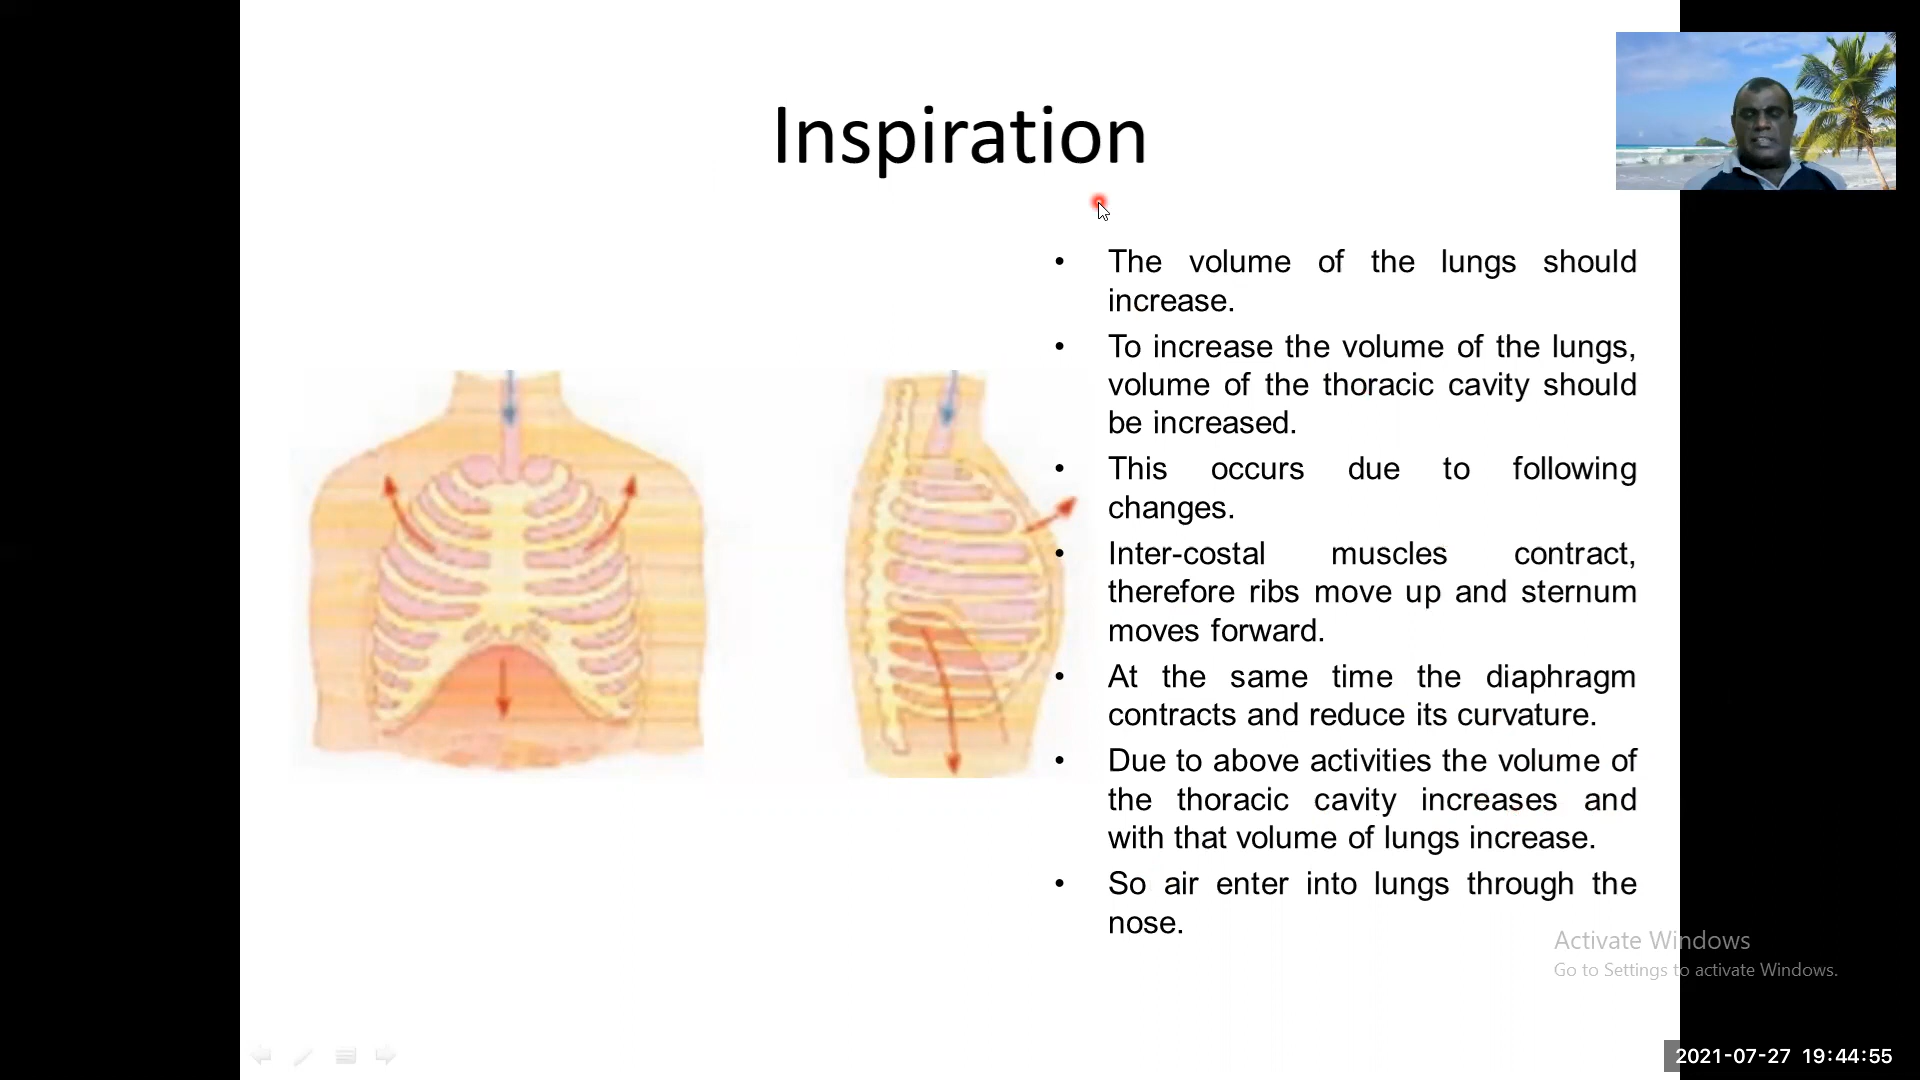 Inspiration
• The volume of the lungs should
increase.
• To increase the volume of the lungs,
volume of the thoracic cavity should
be increased.
• This occurs due to following
changes.
• Inter-costal muscles contract,
therefore ribs move up and sternum
moves forward.
• At the same time the diaphragm
contracts and reduce its curvature.
• Due to above activities the volume of
the thoracic cavity increases and
with that volume of lungs increase.
• So air enter into lungs through the
nose.
Activate Windows
Go to Settings to activate Windows.
2021-07-27 19:44:55